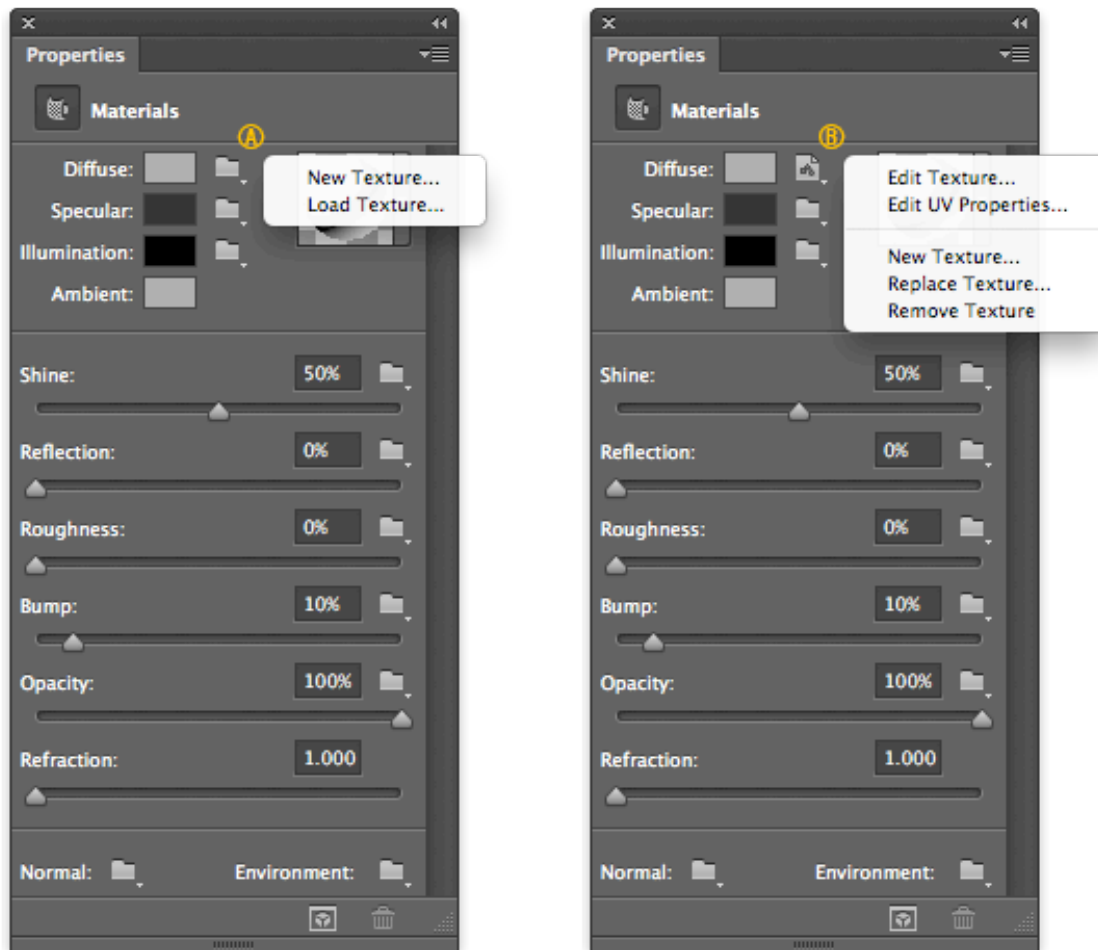 Properties
Materials
A
Diffuse:
New Texture...
Load Texture...
Specular:
Illumination:
Ambient:
Shine: 50%
Reflection: 0%
Roughness: 0%
Bump: 10%
Opacity: 100%
Refraction: 1.000
Normal: Environment:
Properties
Materials
B
Diffuse:
Edit Texture...
Edit UV Properties...
New Texture...
Replace Texture...
Remove Texture
Specular:
Illumination:
Ambient:
Shine: 50%
Reflection: 0%
Roughness: 0%
Bump: 10%
Opacity: 100%
Refraction: 1.000
Normal: Environment: